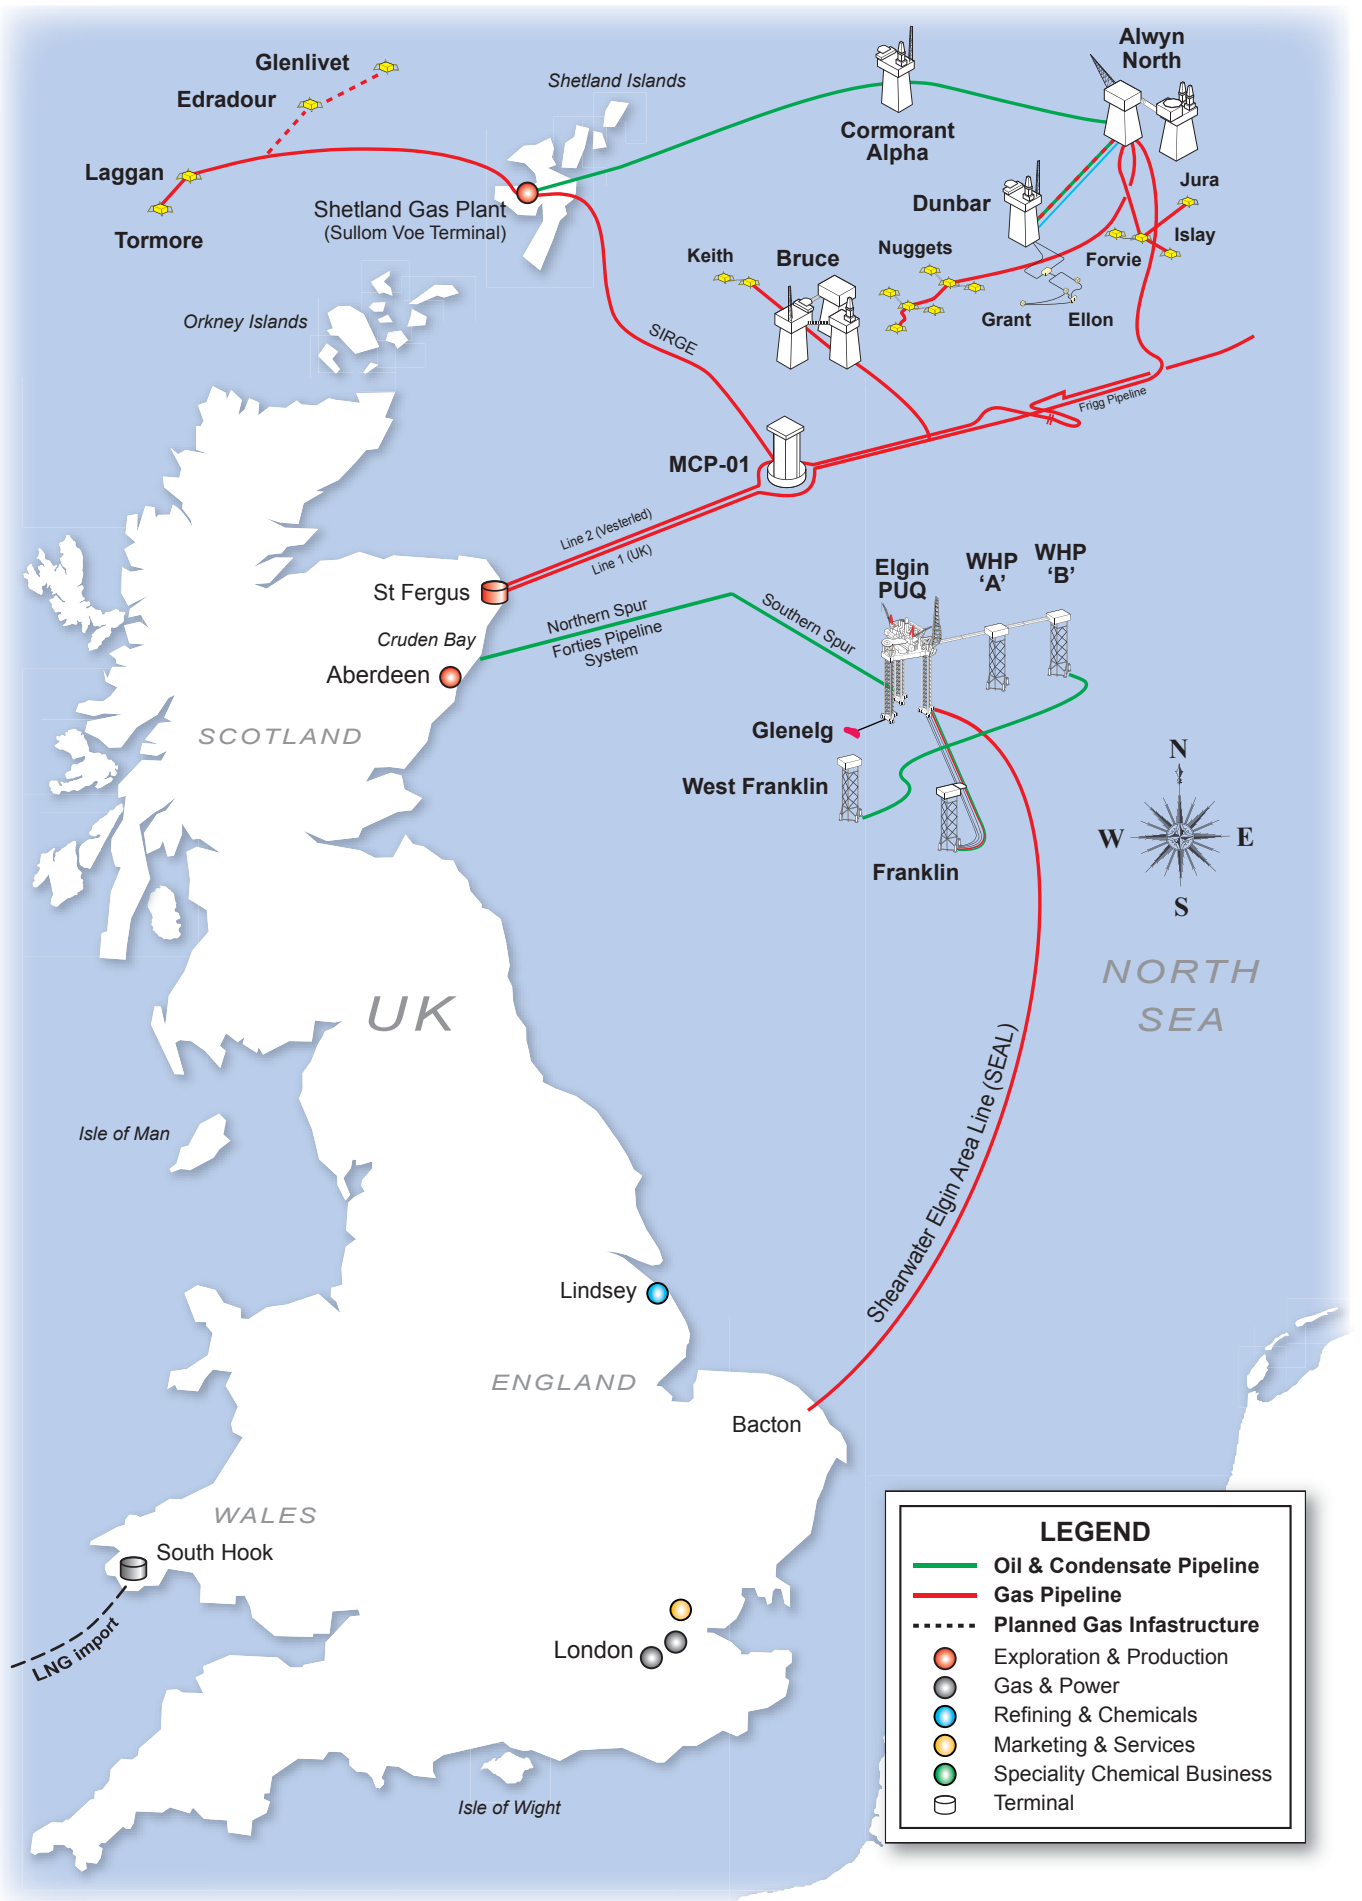 Glenlivet
Edradour
Laggan
Tormore
Shetland Islands
Shetland Gas Plant
(Sullom Voe Terminal)
Orkney Islands
Cormorant
Alpha
Alwyn
North
Dunbar
Jura
Islay
Forvie
Nuggets
Grant
Ellon
Keith
Bruce
SIRGE
Frigg Pipeline
MCP-01
Line 2 (Vesterled)
Line 1 (UK)
St Fergus
Cruden Bay
Aberdeen
Northern Spur
Forties Pipeline
System
Southern Spur
Elgin
PUQ
WHP
‘A’
WHP
‘B’
Glenelg
West Franklin
Franklin
SCOTLAND
N
W
E
S
NORTH
SEA
UK
Isle of Man
Shearwater Elgin Area Line (SEAL)
Lindsey
ENGLAND
Bacton
WALES
South Hook
LNG import
London
Isle of Wight
LEGEND
Oil & Condensate Pipeline
Gas Pipeline
Planned Gas Infastructure
Exploration & Production
Gas & Power
Refining & Chemicals
Marketing & Services
Speciality Chemical Business
Terminal